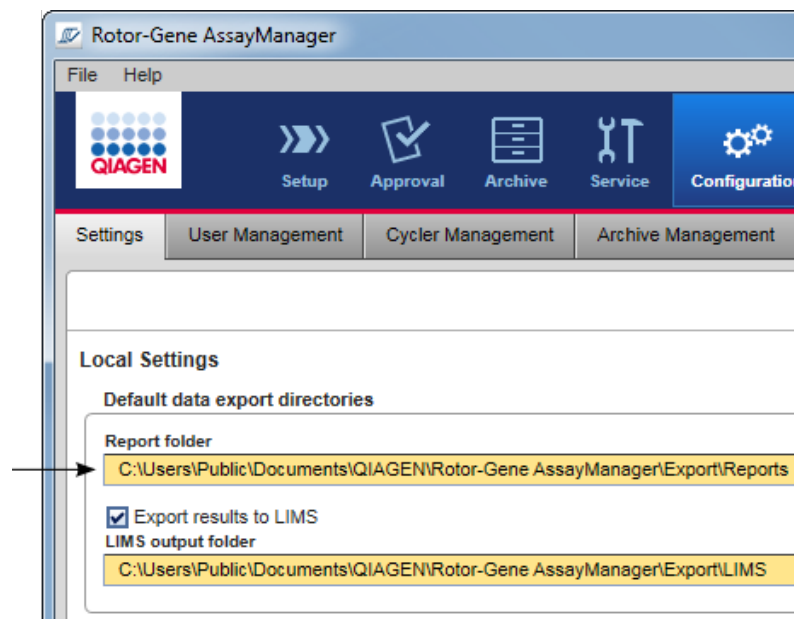 Rotor-Gene AssayManager
File Help
QIAGEN
Setup Approval Archive Service Configuratio
Settings User Management Cycler Management Archive Management
Local Settings
Default data export directories
Report folder
C:\Users\Public\Documents\QIAGEN\Rotor-Gene AssayManager\Export\Reports
Export results to LIMS
LIMS output folder
C:\Users\Public\Documents\QIAGEN\Rotor-Gene AssayManager\Export\LIMS